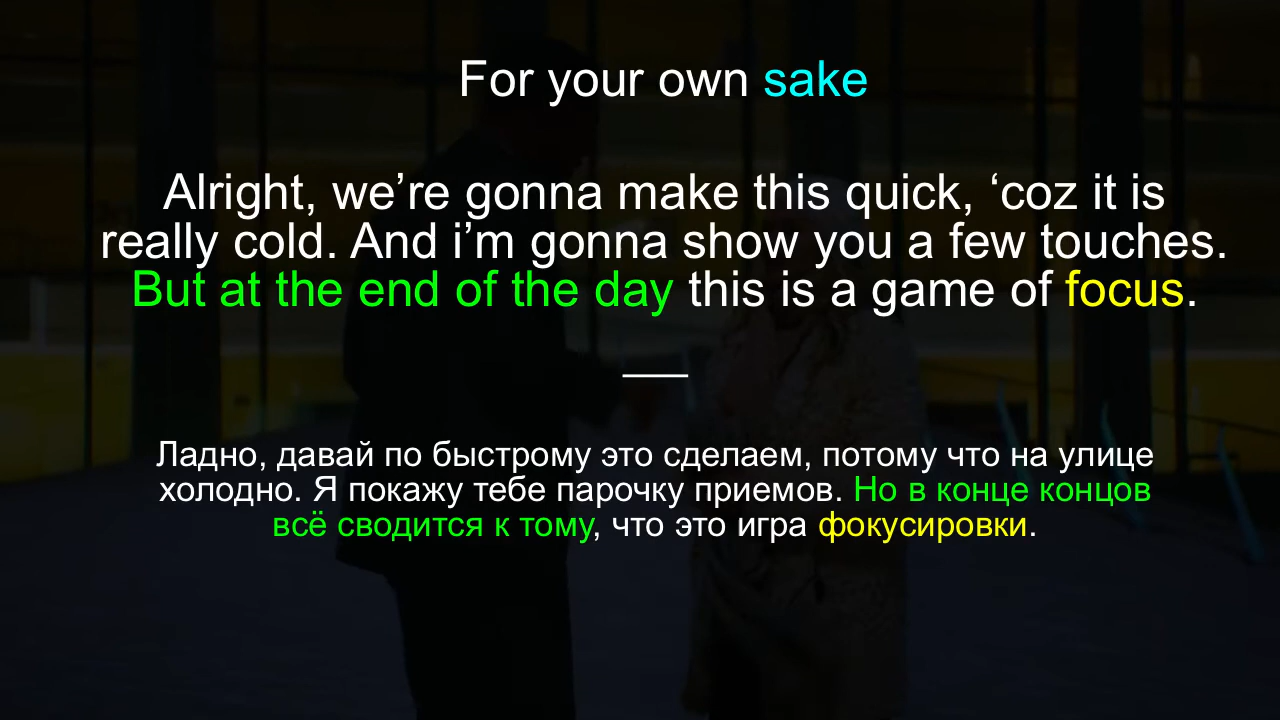 For your own sake
Alright, we’re gonna make this quick, ‘coz it is
really cold. And i’m gonna show you a few touches.
But at the end of the day this is a game of focus.
Ладно, давай по быстрому это сделаем, потому что на улице
холодно. Я покажу тебе парочку приемов. Но в конце концов
всё сводится к тому, что это игра фокусировки.